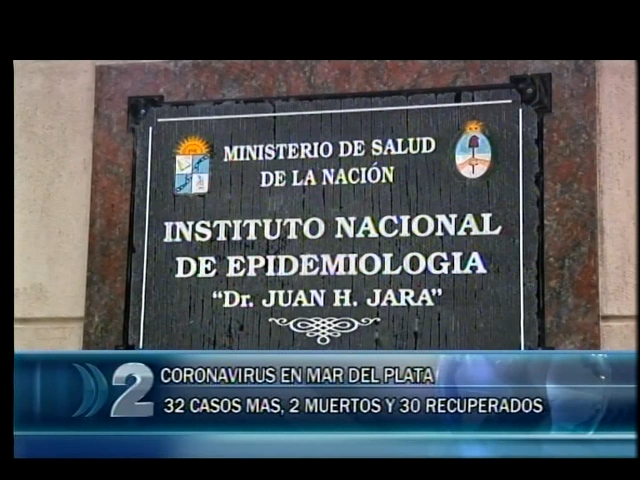 MINISTERIO DE SALUD
DE LA NACIÓN
INSTITUTO NACIONAL
DE EPIDEMIOLOGIA
“Dr. JUAN H. JARA”
2
CORONAVIRUS EN MAR DEL PLATA
32 CASOS MAS, 2 MUERTOS Y 30 RECUPERADOS